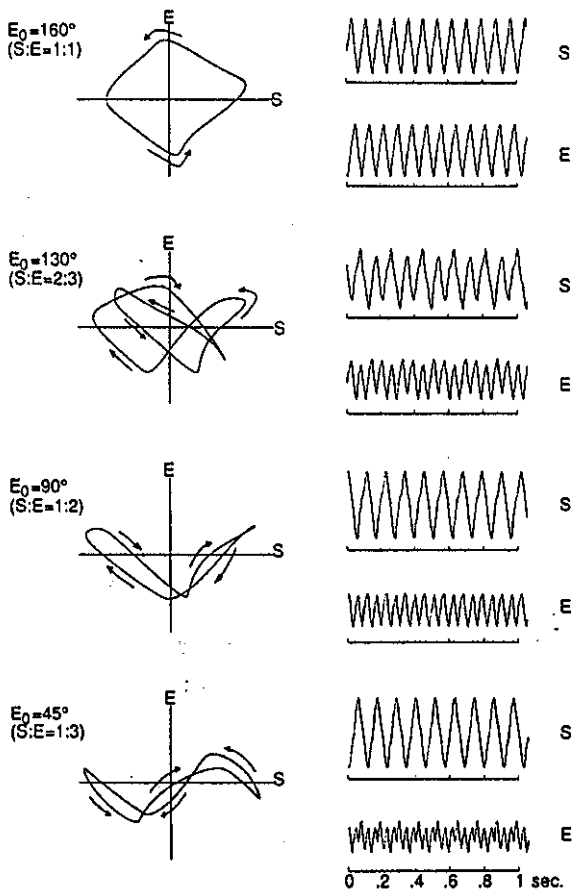 E₀=160°
(S:E=1:1)
E
S
S
E
E₀=130°
(S:E=2:3)
E
S
S
E
E₀=90°
(S:E=1:2)
E
S
S
E
E₀=45°
(S:E=1:3)
E
S
S
E
0 .2 .4 .6 .8 1 sec.